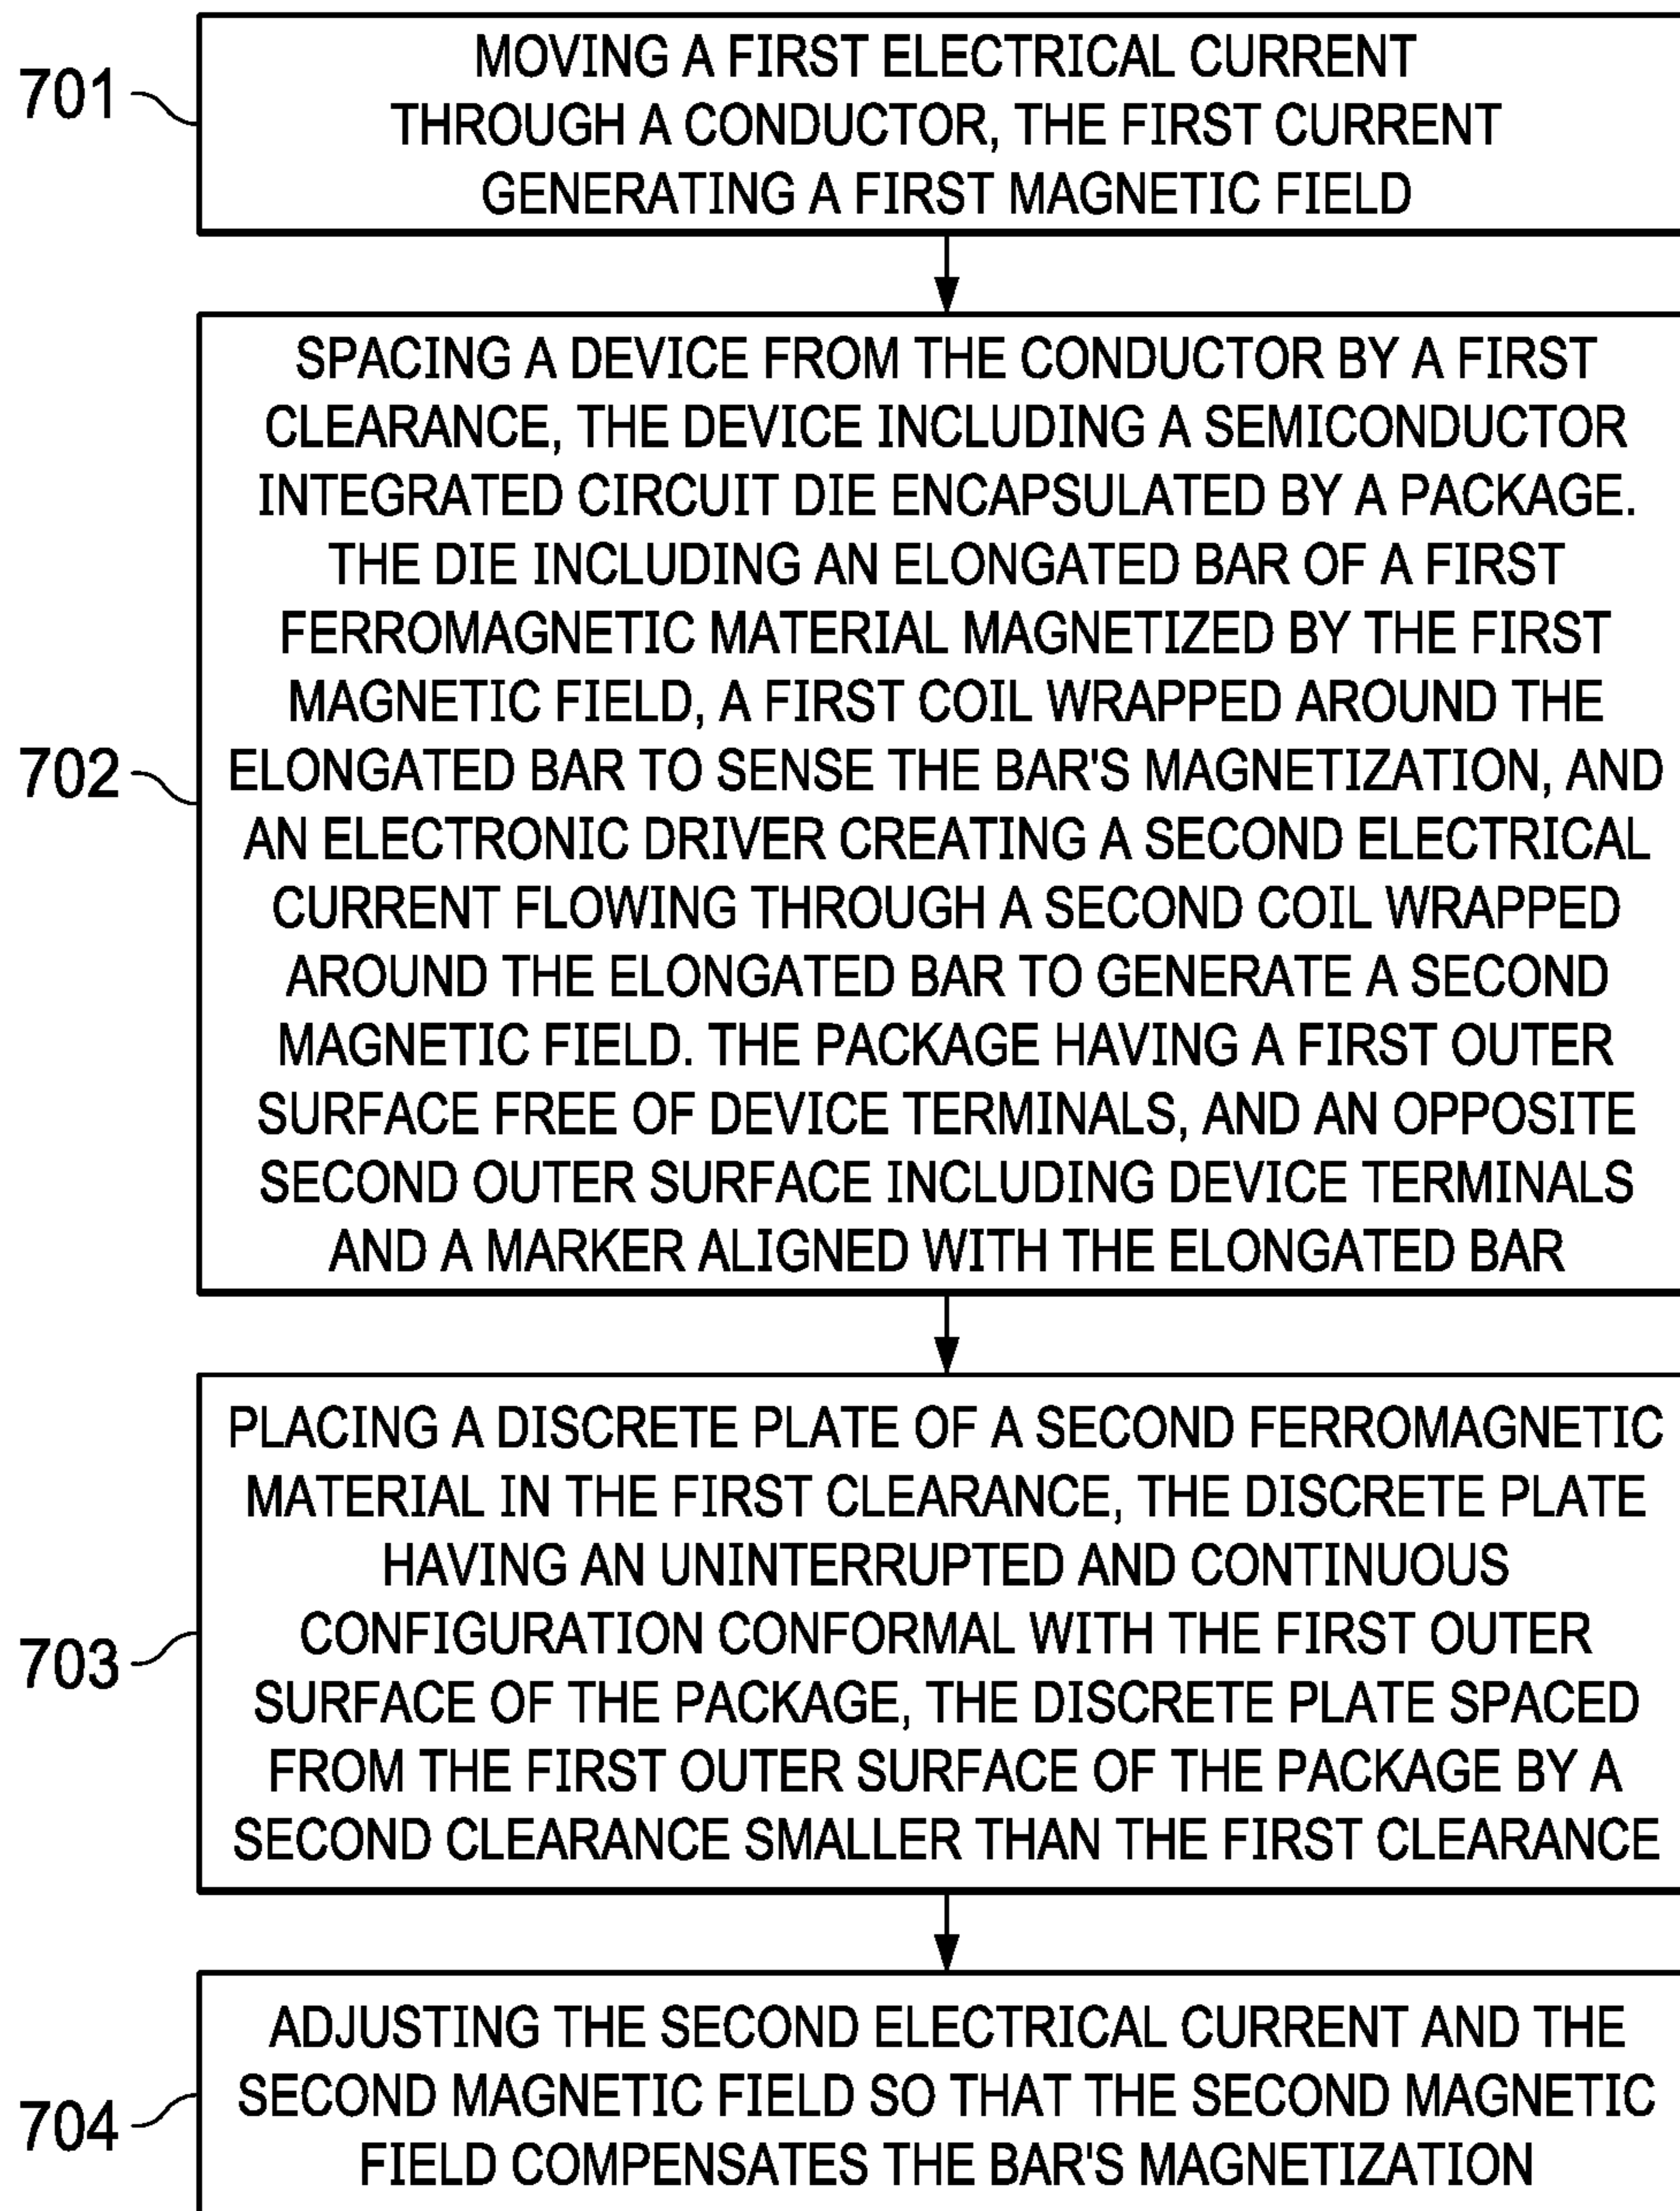 701
MOVING A FIRST ELECTRICAL CURRENT
THROUGH A CONDUCTOR, THE FIRST CURRENT
GENERATING A FIRST MAGNETIC FIELD
702
SPACING A DEVICE FROM THE CONDUCTOR BY A FIRST
CLEARANCE, THE DEVICE INCLUDING A SEMICONDUCTOR
INTEGRATED CIRCUIT DIE ENCAPSULATED BY A PACKAGE.
THE DIE INCLUDING AN ELONGATED BAR OF A FIRST
FERROMAGNETIC MATERIAL MAGNETIZED BY THE FIRST
MAGNETIC FIELD, A FIRST COIL WRAPPED AROUND THE
ELONGATED BAR TO SENSE THE BAR'S MAGNETIZATION, AND
AN ELECTRONIC DRIVER CREATING A SECOND ELECTRICAL
CURRENT FLOWING THROUGH A SECOND COIL WRAPPED
AROUND THE ELONGATED BAR TO GENERATE A SECOND
MAGNETIC FIELD. THE PACKAGE HAVING A FIRST OUTER
SURFACE FREE OF DEVICE TERMINALS, AND AN OPPOSITE
SECOND OUTER SURFACE INCLUDING DEVICE TERMINALS
AND A MARKER ALIGNED WITH THE ELONGATED BAR
703
PLACING A DISCRETE PLATE OF A SECOND FERROMAGNETIC
MATERIAL IN THE FIRST CLEARANCE, THE DISCRETE PLATE
HAVING AN UNINTERRUPTED AND CONTINUOUS
CONFIGURATION CONFORMAL WITH THE FIRST OUTER
SURFACE OF THE PACKAGE, THE DISCRETE PLATE SPACED
FROM THE FIRST OUTER SURFACE OF THE PACKAGE BY A
SECOND CLEARANCE SMALLER THAN THE FIRST CLEARANCE
704
ADJUSTING THE SECOND ELECTRICAL CURRENT AND THE
SECOND MAGNETIC FIELD SO THAT THE SECOND MAGNETIC
FIELD COMPENSATES THE BAR'S MAGNETIZATION